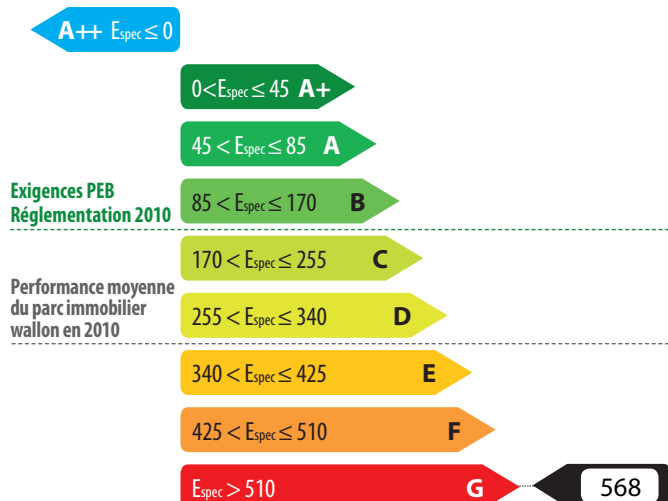 A++ Espec ≤ 0
0 < Espec ≤ 45 A+
45 < Espec ≤ 85 A
Exigences PEB
Réglementation 2010
85 < Espec ≤ 170 B
170 < Espec ≤ 255 C
Performance moyenne
du parc immobilier
wallon en 2010
255 < Espec ≤ 340 D
340 < Espec ≤ 425 E
425 < Espec ≤ 510 F
Espec > 510 G
568